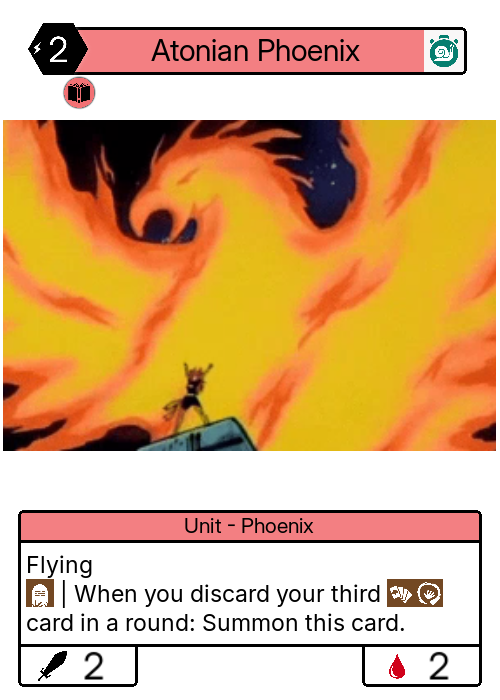 2
Atonian Phoenix
Unit - Phoenix
Flying
| When you discard your third
card in a round: Summon this card.
2
2